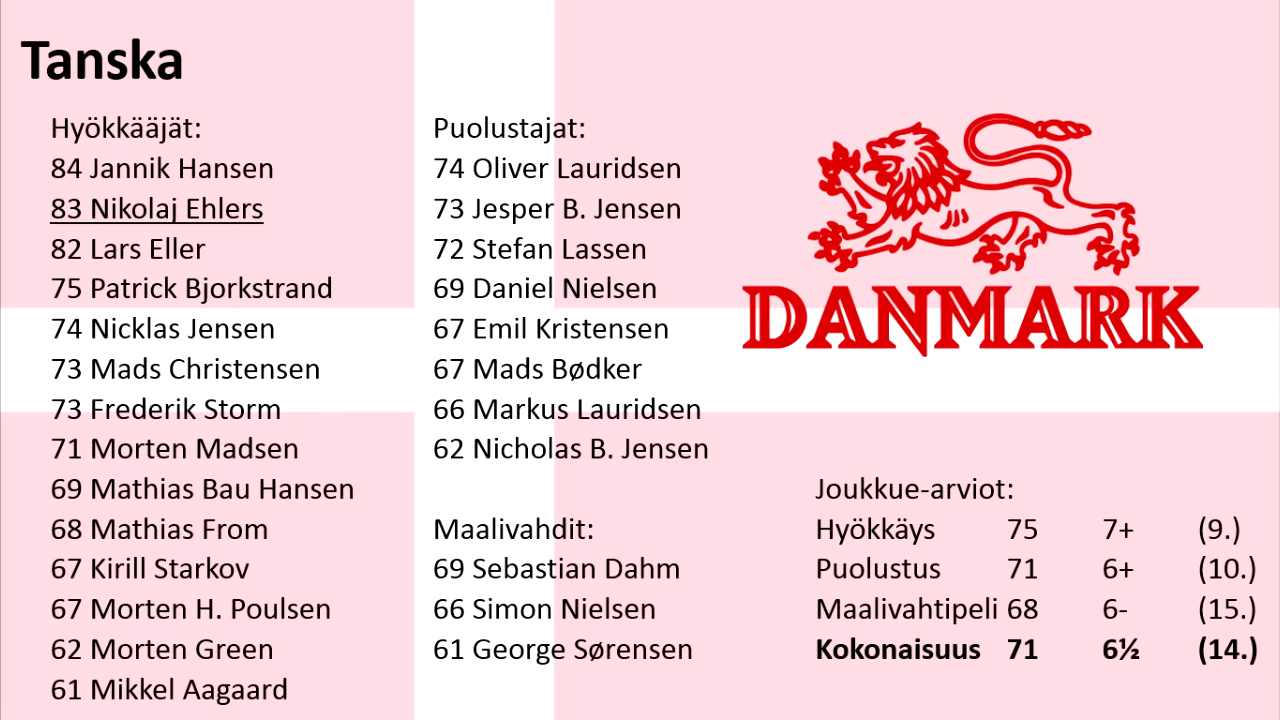 Tanska
Hyökkääjät:
84 Jannik Hansen
83 Nikolaj Ehlers
82 Lars Eller
75 Patrick Bjorkstrand
74 Nicklas Jensen
73 Mads Christensen
73 Frederik Storm
71 Morten Madsen
69 Mathias Bau Hansen
68 Mathias From
67 Kirill Starkov
67 Morten H. Poulsen
62 Morten Green
61 Mikkel Aagaard
Puolustajat:
74 Oliver Lauridsen
73 Jesper B. Jensen
72 Stefan Lassen
69 Daniel Nielsen
67 Emil Kristensen
67 Mads Bødker
66 Markus Lauridsen
62 Nicholas B. Jensen
Maalivahdit:
69 Sebastian Dahm
66 Simon Nielsen
61 George Sørensen
DANMARK
Joukkue-arviot:
Hyökkäys 75 7+ (9.)
Puolustus 71 6+ (10.)
Maalivahtipeli 68 6- (15.)
Kokonaisuus 71 6½ (14.)